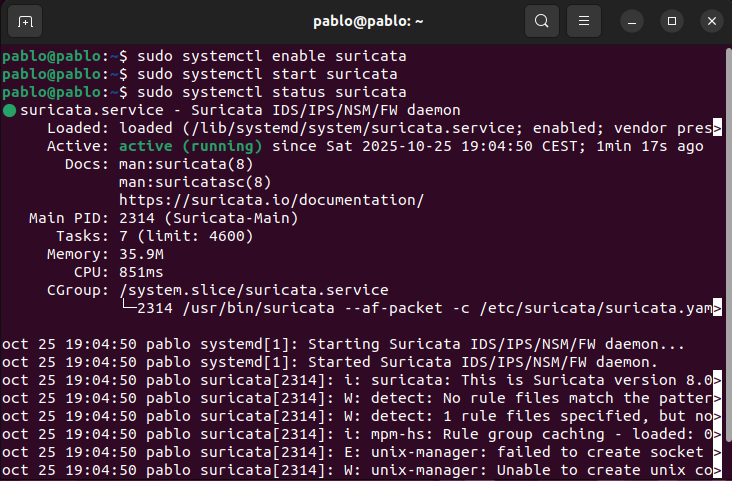 pablo@pablo: ~
pablo@pablo:~$ sudo systemctl enable suricata
pablo@pablo:~$ sudo systemctl start suricata
pablo@pablo:~$ sudo systemctl status suricata
● suricata.service - Suricata IDS/IPS/NSM/FW daemon
     Loaded: loaded (/lib/systemd/system/suricata.service; enabled; vendor pres>
     Active: active (running) since Sat 2025-10-25 19:04:50 CEST; 1min 17s ago
       Docs: man:suricata(8)
             man:suricatasc(8)
             https://suricata.io/documentation/
   Main PID: 2314 (Suricata-Main)
      Tasks: 7 (limit: 4600)
     Memory: 35.9M
        CPU: 851ms
     CGroup: /system.slice/suricata.service
             └─2314 /usr/bin/suricata --af-packet -c /etc/suricata/suricata.yam>
oct 25 19:04:50 pablo systemd[1]: Starting Suricata IDS/IPS/NSM/FW daemon...
oct 25 19:04:50 pablo systemd[1]: Started Suricata IDS/IPS/NSM/FW daemon.
oct 25 19:04:50 pablo suricata[2314]: i: suricata: This is Suricata version 8.0>
oct 25 19:04:50 pablo suricata[2314]: W: detect: No rule files match the patter>
oct 25 19:04:50 pablo suricata[2314]: W: detect: 1 rule files specified, but no>
oct 25 19:04:50 pablo suricata[2314]: i: mpm-hs: Rule group caching - loaded: 0>
oct 25 19:04:50 pablo suricata[2314]: E: unix-manager: failed to create socket >
oct 25 19:04:50 pablo suricata[2314]: W: unix-manager: Unable to create unix co>